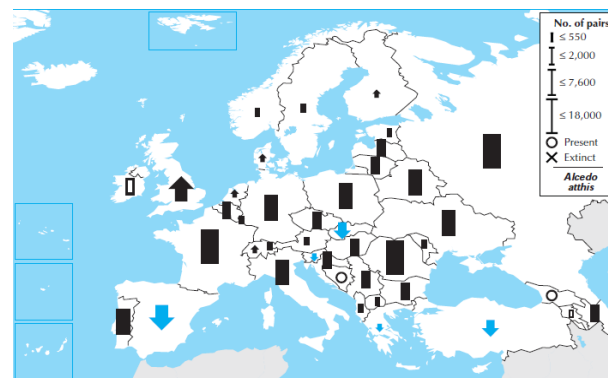 No. of pairs
≤ 550
≤ 2,000
≤ 7,600
≤ 18,000
Present
Extinct
Alcedo
atthis